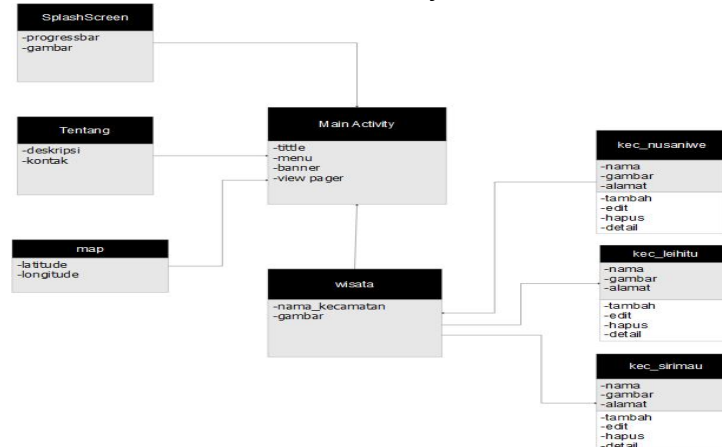 SplashScreen
-progressbar
-gambar
Tentang
-deskripsi
-kontak
map
-latitude
-longitude
Main Activity
-tittle
-menu
-banner
-view pager
wisata
-nama_kecamatan
-gambar
kec_nusaniwe
-nama
-gambar
-alamat
-tambah
-edit
-hapus
-detail
kec_leihitu
-nama
-gambar
-alamat
-tambah
-edit
-hapus
-detail
kec_sirimau
-nama
-gambar
-alamat
-tambah
-edit
-hapus
-detail